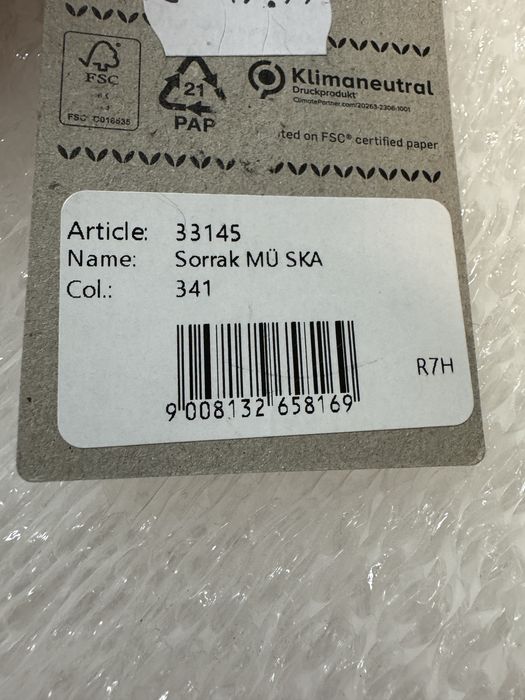 FSC
FSC® C016635
21
PAP
Klimaneutral
Druckprodukt
ClimatePartner.com/20263-2306-1001
ted on FSC® certified paper
Article: 33145
Name: Sorrak MÜ SKA
Col.: 341
R7H
9 008132 658169